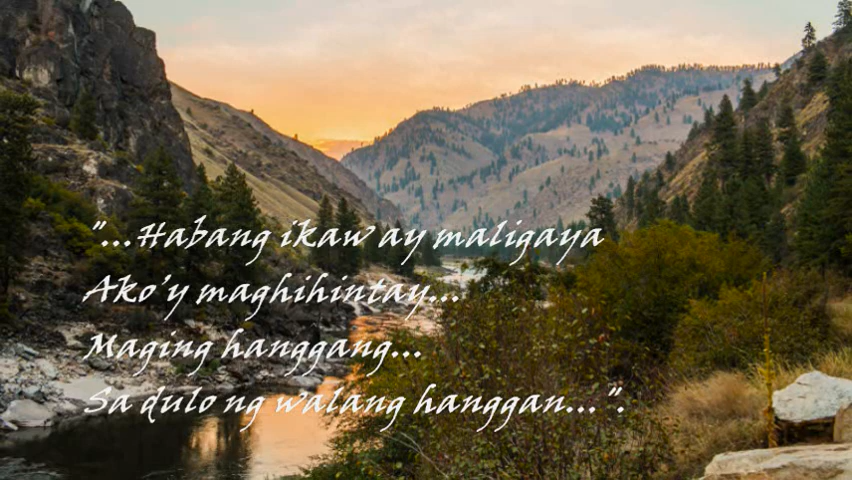 "...Habang ikaw ay maligaya
Ako'y maghihintay...
Maging hanggang...
Sa dulo ng walang hanggan... ".